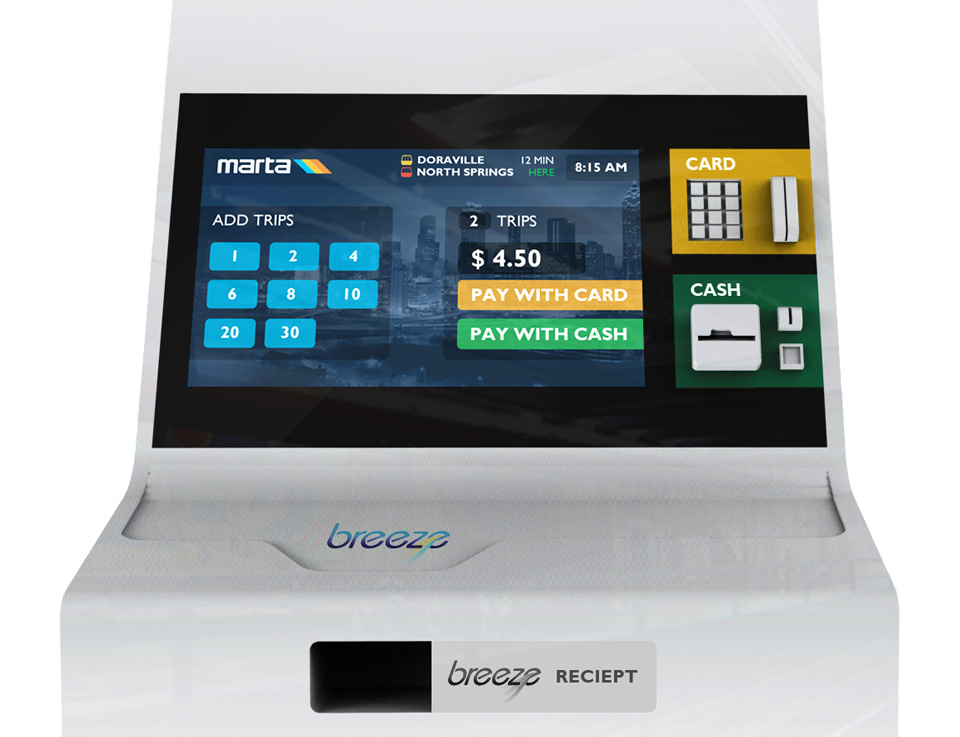 marta
DORAVILLE 12 MIN
NORTH SPRINGS HERE
8:15 AM
ADD TRIPS
1 2 4
6 8 10
20 30
2 TRIPS
$ 4.50
PAY WITH CARD
PAY WITH CASH
CARD
CASH
breeze
breeze RECIEPT